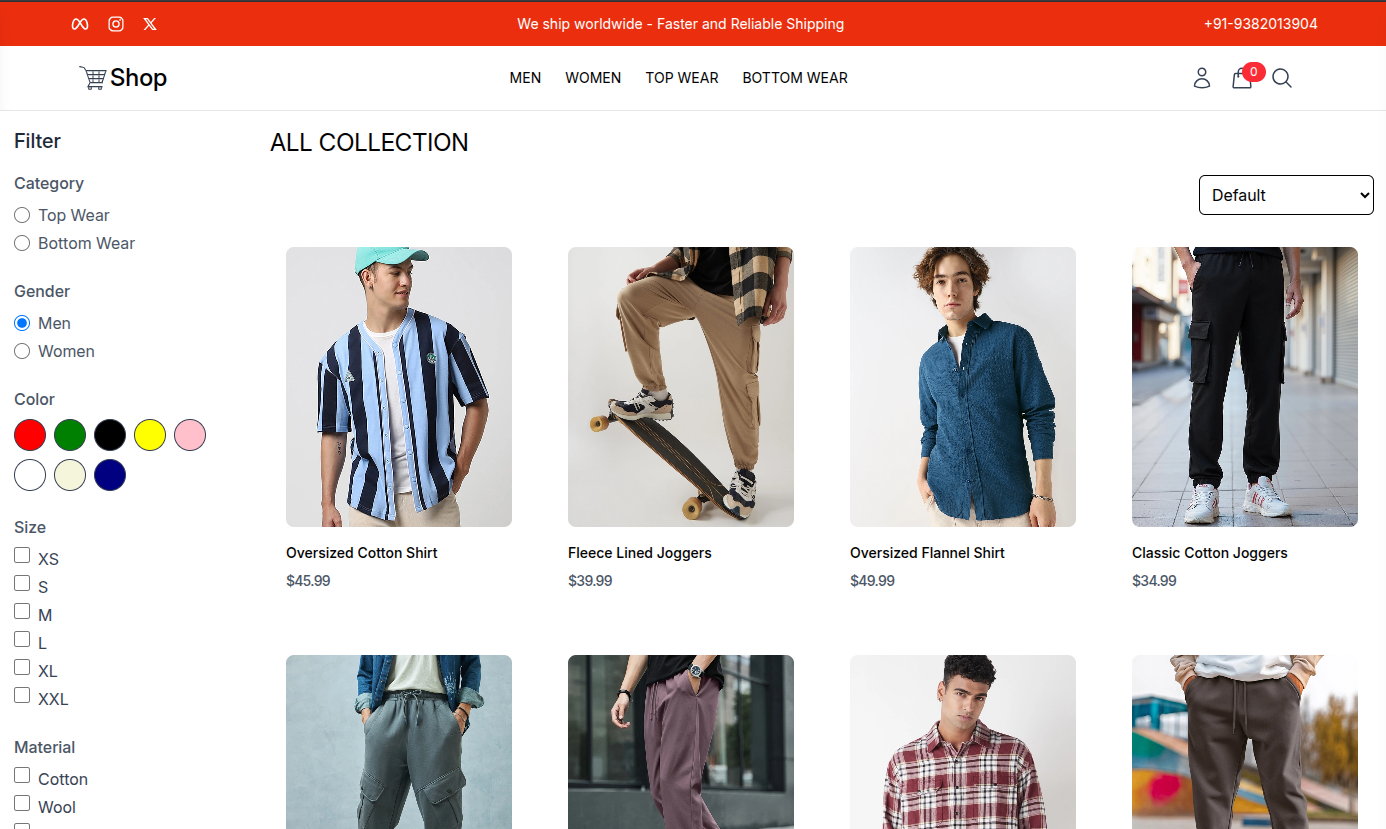 We ship worldwide - Faster and Reliable Shipping
+91-9382013904
Shop
MEN WOMEN TOP WEAR BOTTOM WEAR
0
Filter
Category
Top Wear
Bottom Wear
Gender
Men
Women
Color
Size
XS
S
M
L
XL
XXL
Material
Cotton
Wool
ALL COLLECTION
Default
Oversized Cotton Shirt
$45.99
Fleece Lined Joggers
$39.99
Oversized Flannel Shirt
$49.99
Classic Cotton Joggers
$34.99